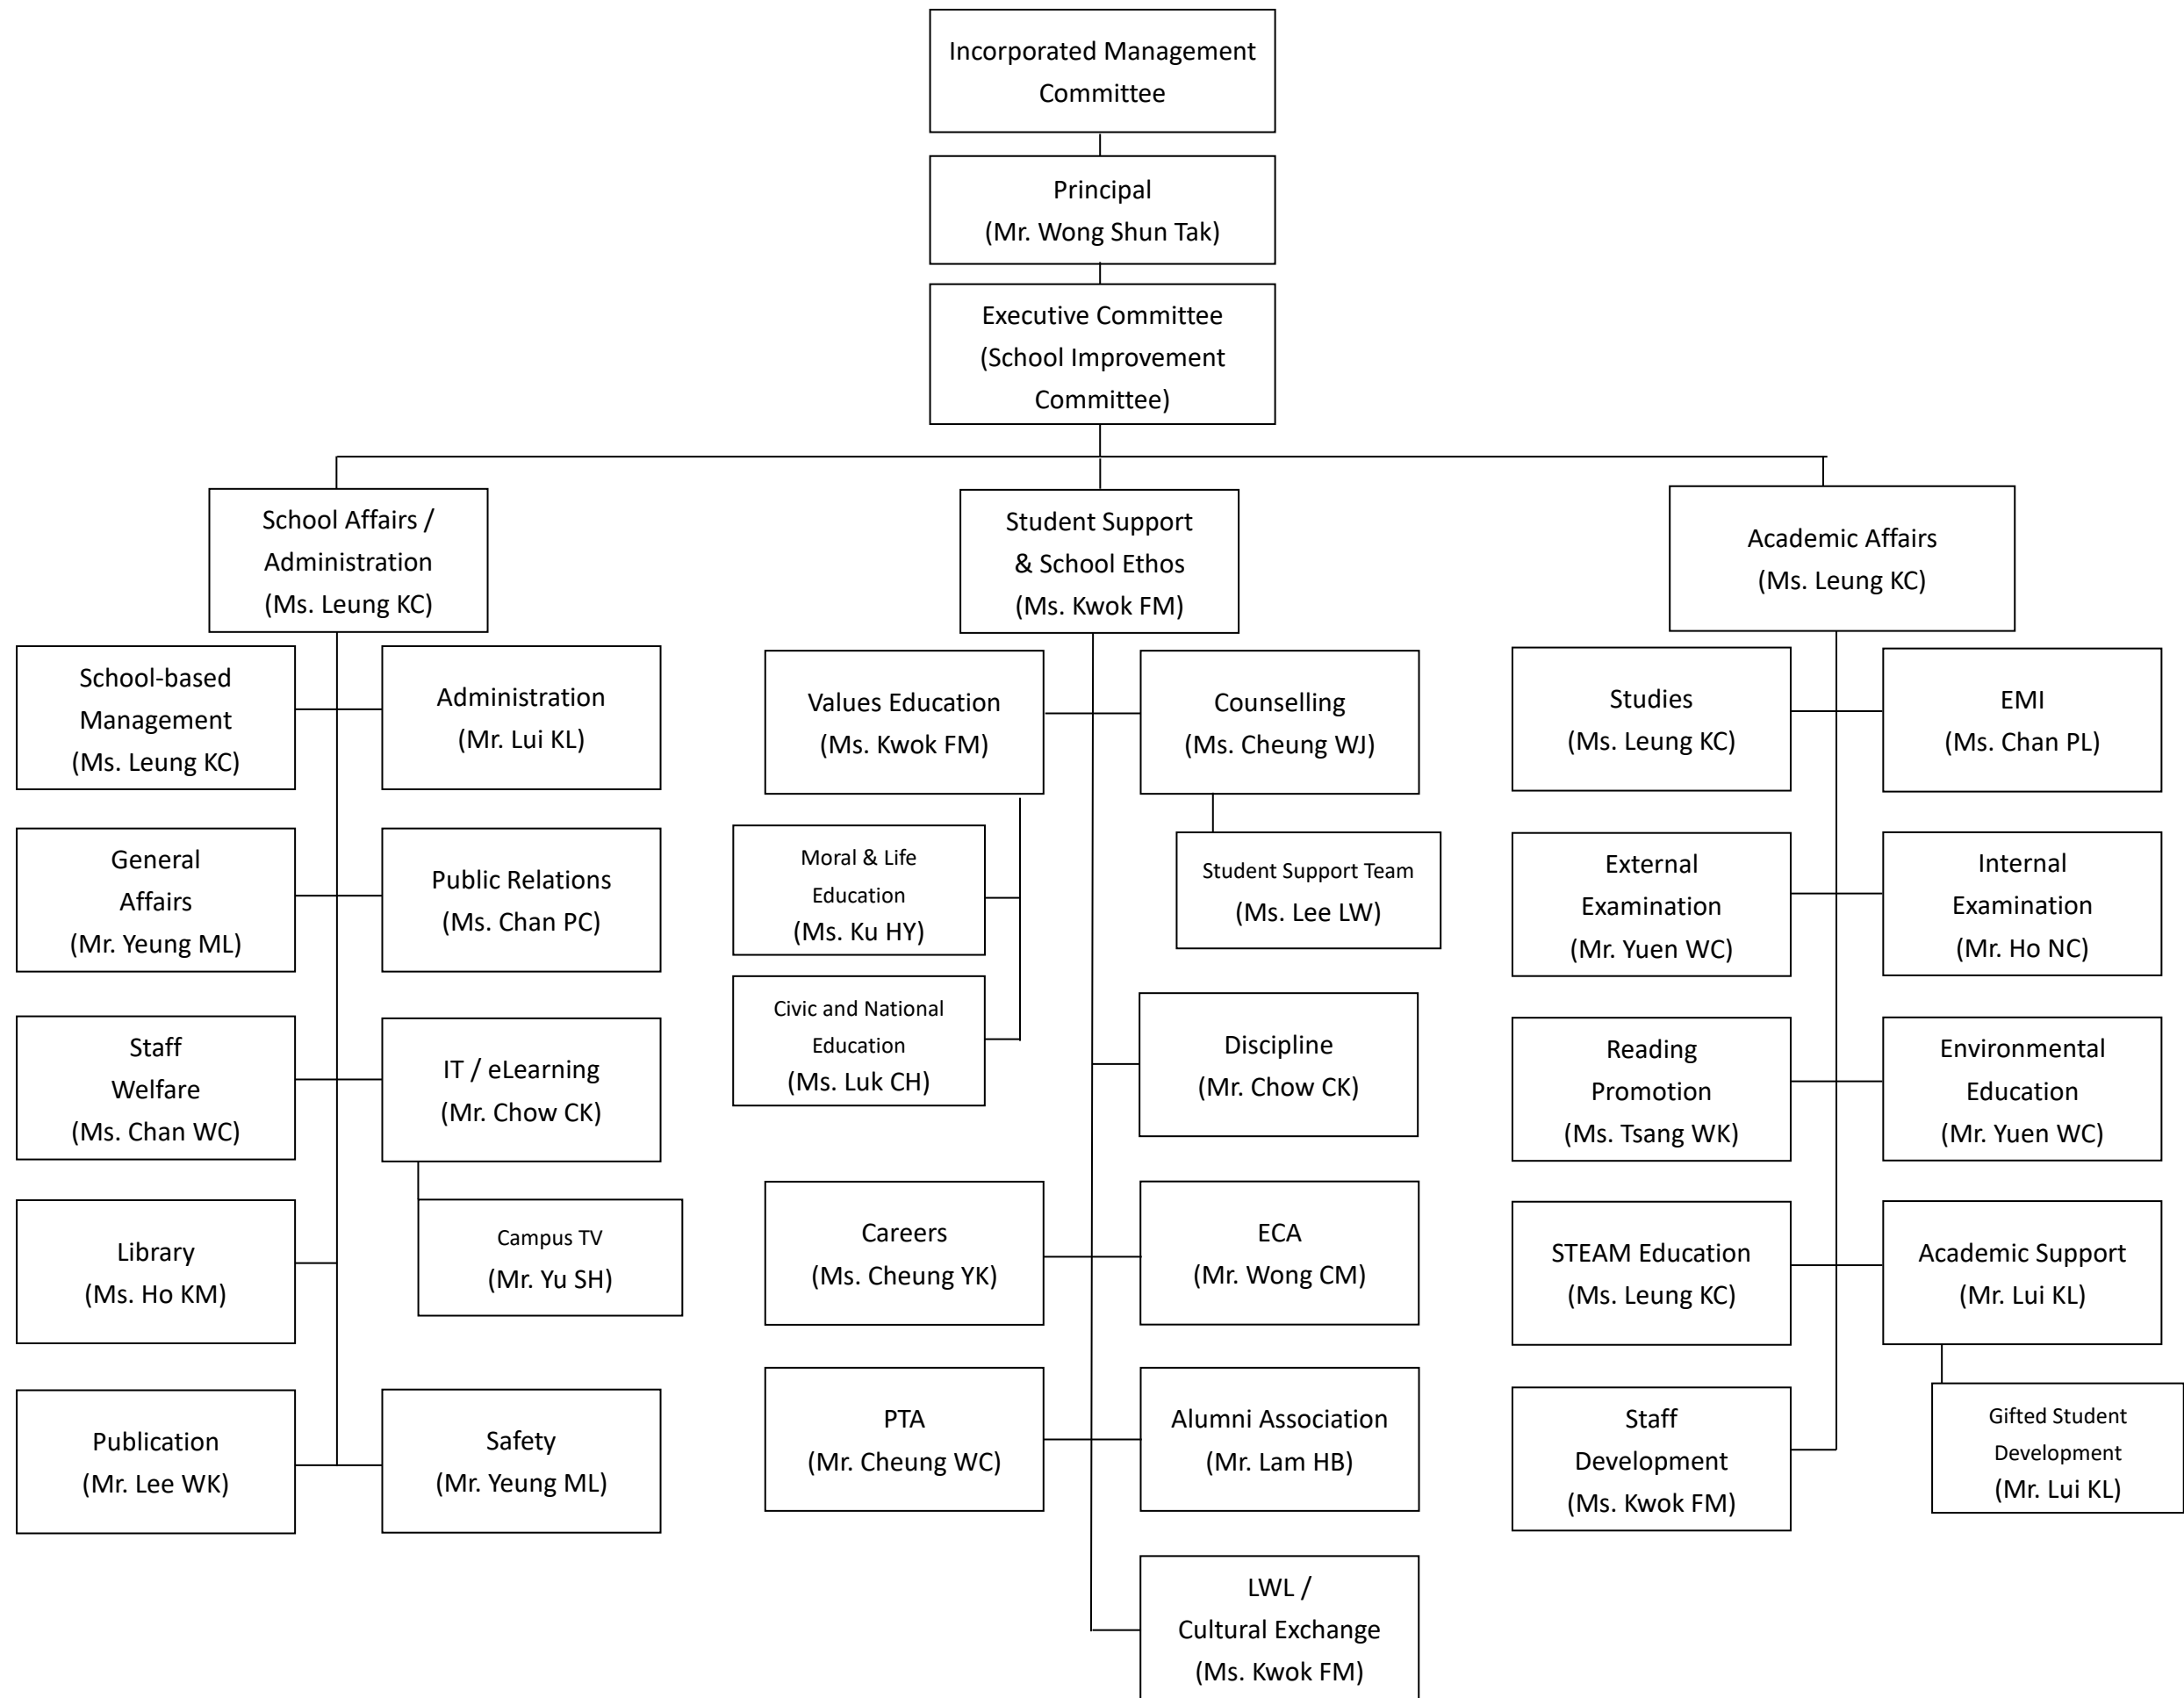 Incorporated Management
Committee
Principal
(Mr. Wong Shun Tak)
Executive Committee
(School Improvement
Committee)
School Affairs /
Administration
(Ms. Leung KC)
Student Support
& School Ethos
(Ms. Kwok FM)
Academic Affairs
(Ms. Leung KC)
School-based
Management
(Ms. Leung KC)
Administration
(Mr. Lui KL)
General
Affairs
(Mr. Yeung ML)
Public Relations
(Ms. Chan PC)
Staff
Welfare
(Ms. Chan WC)
IT / eLearning
(Mr. Chow CK)
Library
(Ms. Ho KM)
Campus TV
(Mr. Yu SH)
Publication
(Mr. Lee WK)
Safety
(Mr. Yeung ML)
Values Education
(Ms. Kwok FM)
Counselling
(Ms. Cheung WJ)
Moral & Life
Education
(Ms. Ku HY)
Student Support Team
(Ms. Lee LW)
Civic and National
Education
(Ms. Luk CH)
Discipline
(Mr. Chow CK)
Careers
(Ms. Cheung YK)
ECA
(Mr. Wong CM)
PTA
(Mr. Cheung WC)
Alumni Association
(Mr. Lam HB)
LWL /
Cultural Exchange
(Ms. Kwok FM)
Studies
(Ms. Leung KC)
EMI
(Ms. Chan PL)
External
Examination
(Mr. Yuen WC)
Internal
Examination
(Mr. Ho NC)
Reading
Promotion
(Ms. Tsang WK)
Environmental
Education
(Mr. Yuen WC)
STEAM Education
(Ms. Leung KC)
Academic Support
(Mr. Lui KL)
Staff
Development
(Ms. Kwok FM)
Gifted Student
Development
(Mr. Lui KL)